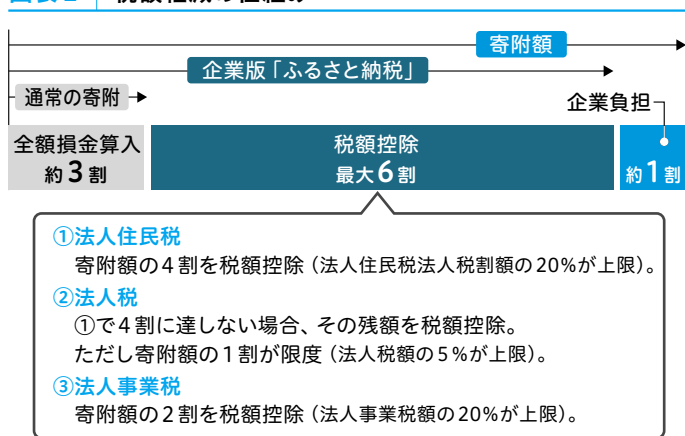 寄附額
企業版「ふるさと納税」
通常の寄附
企業負担
全額損金算入
約3割
税額控除
最大6割
約1割
①法人住民税
寄附額の4割を税額控除（法人住民税法人税割額の20%が上限）。
②法人税
①で4割に達しない場合、その残額を税額控除。
ただし寄附額の1割が限度（法人税額の5%が上限）。
③法人事業税
寄附額の2割を税額控除（法人事業税額の20%が上限）。